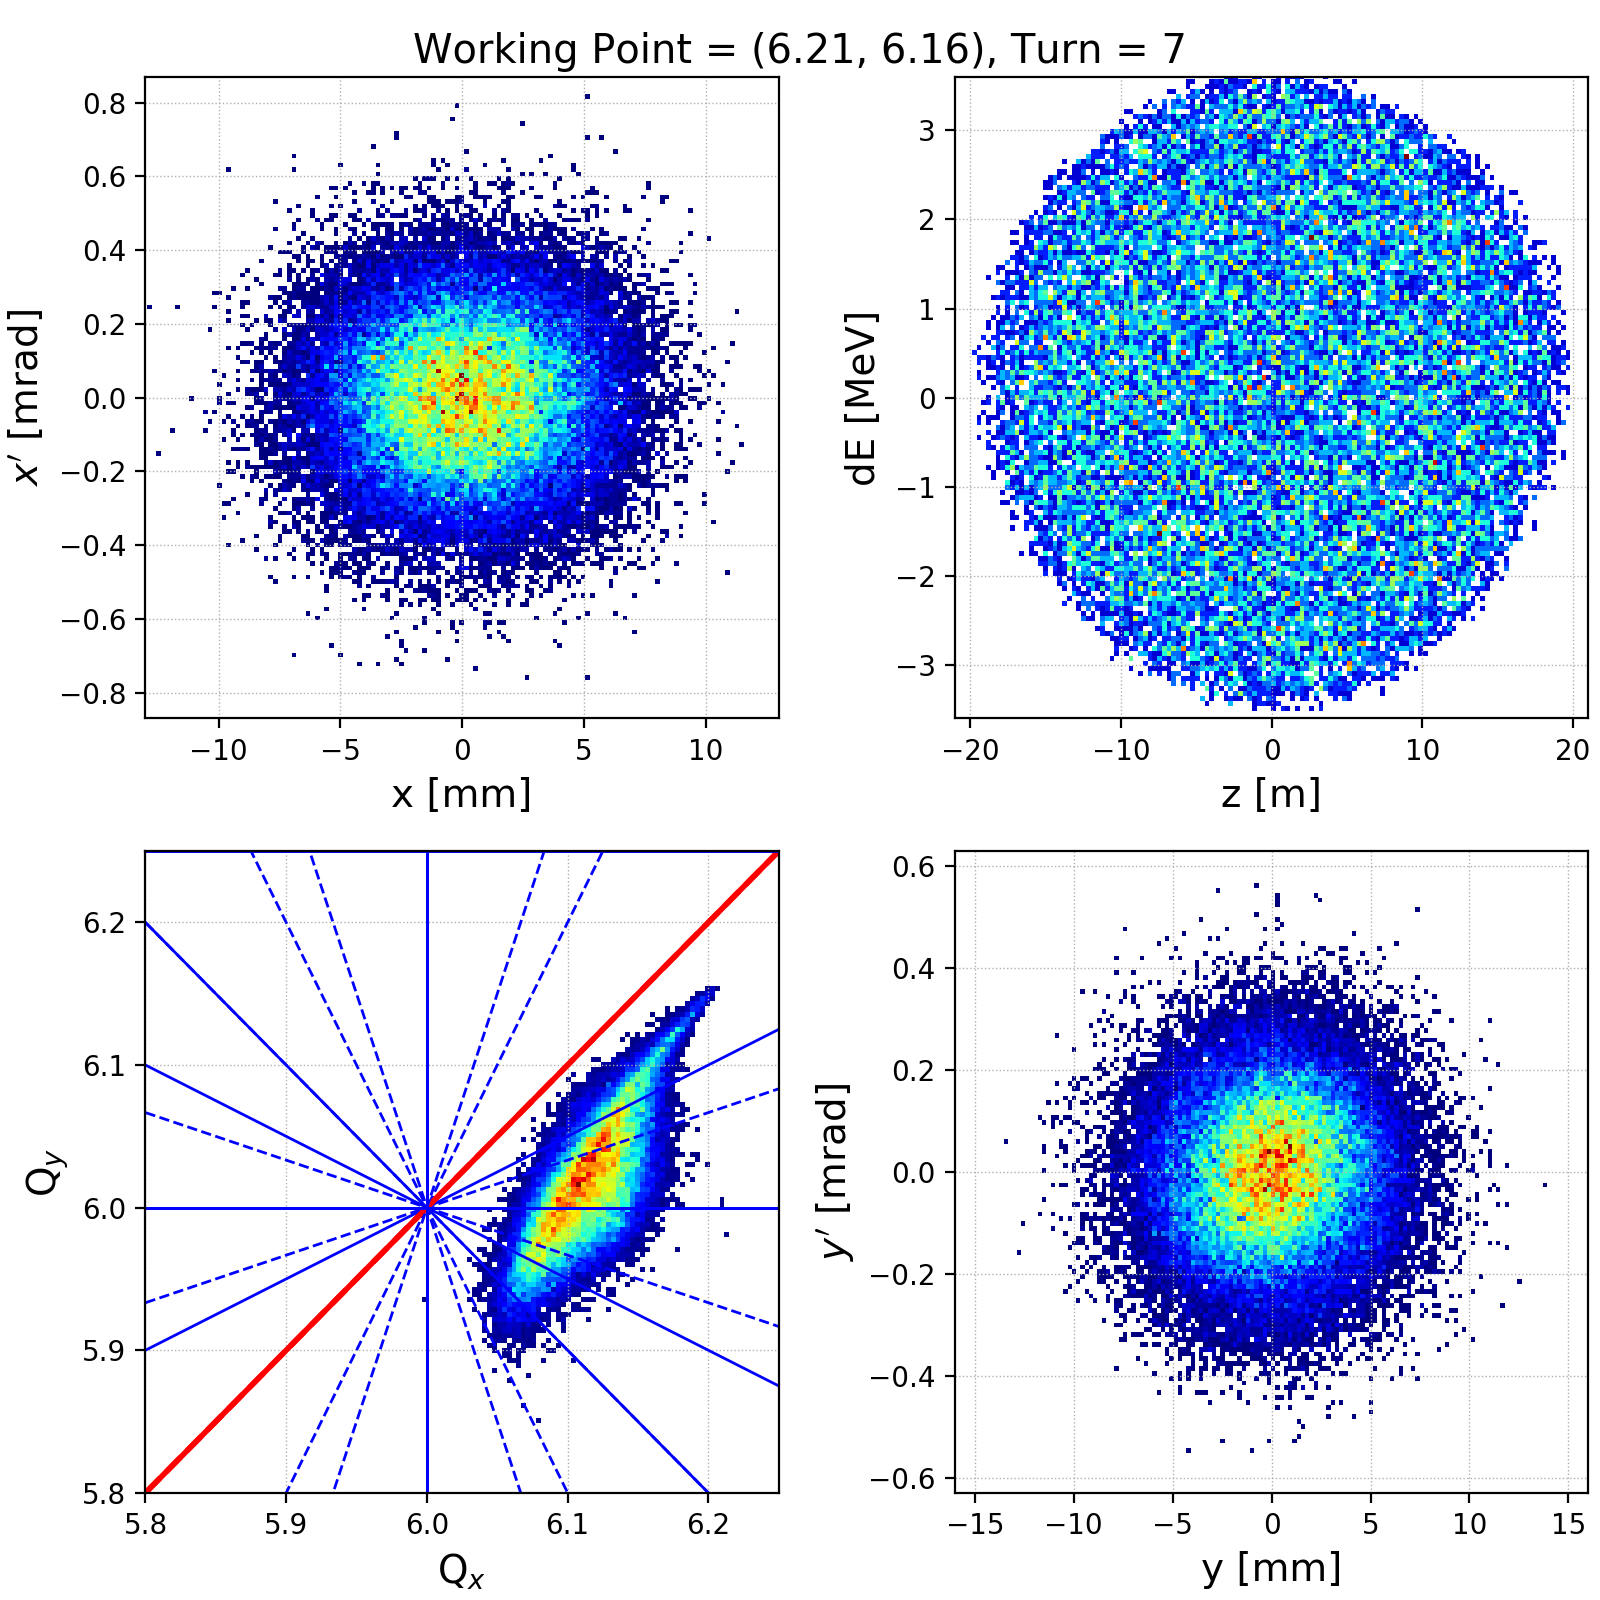 Working Point = (6.21, 6.16), Turn = 7
0.8
0.6
0.4
0.2
0.0
−0.2
−0.4
−0.6
−0.8
x′ [mrad]
−10 −5 0 5 10
x [mm]
3
2
1
0
−1
−2
−3
dE [MeV]
−20 −10 0 10 20
z [m]
6.2
6.1
6.0
5.9
5.8
Qy
5.8 5.9 6.0 6.1 6.2
Qx
0.6
0.4
0.2
0.0
−0.2
−0.4
−0.6
y′ [mrad]
−15 −10 −5 0 5 10 15
y [mm]